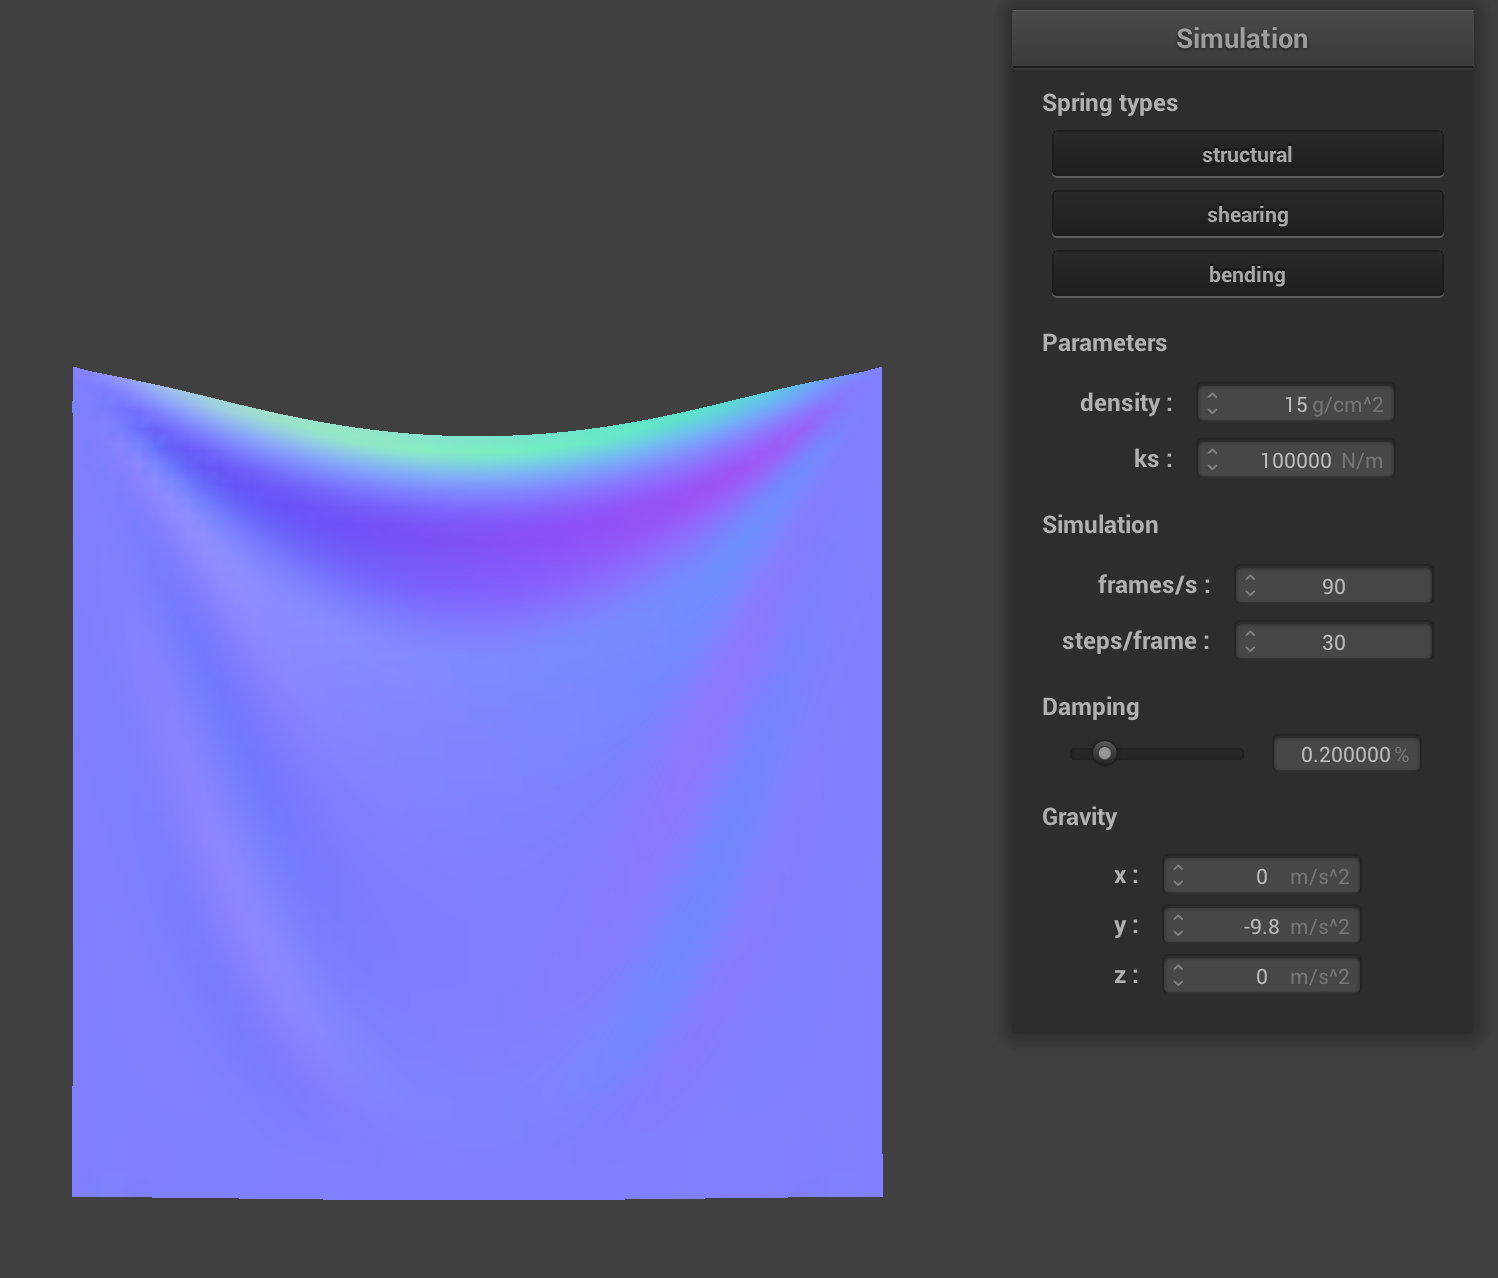 Simulation
Spring types
structural
shearing
bending
Parameters
density : 15 g/cm^2
ks : 100000 N/m
Simulation
frames/s : 90
steps/frame : 30
Damping
0.200000 %
Gravity
x : 0 m/s^2
y : -9.8 m/s^2
z : 0 m/s^2